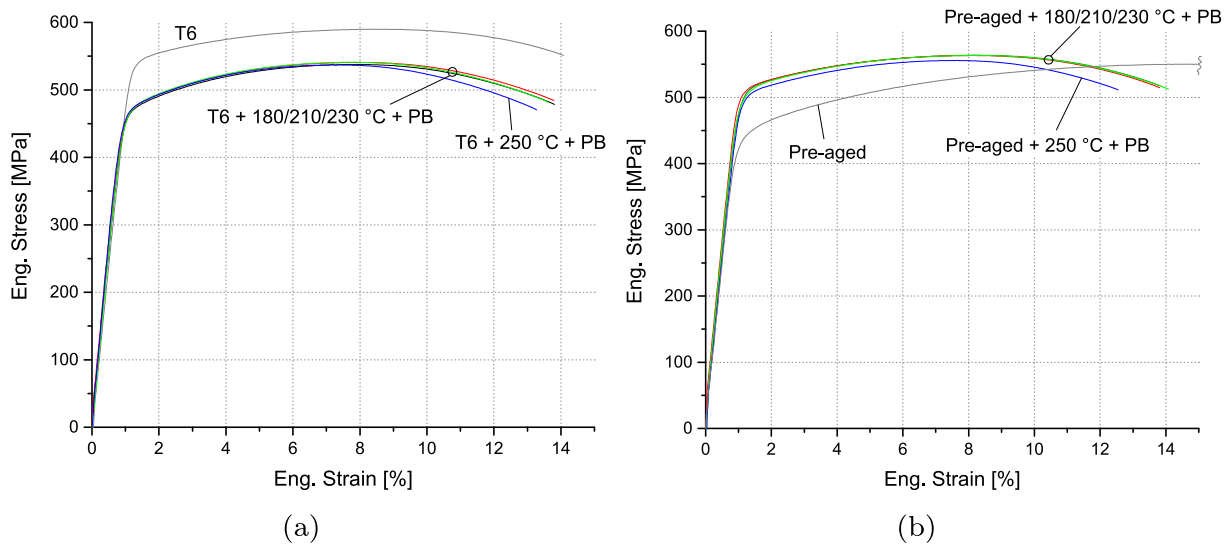 600
500
400
300
200
100
0
0 2 4 6 8 10 12 14
Eng. Stress [MPa]
Eng. Strain [%]
T6
T6 + 180/210/230 °C + PB
T6 + 250 °C + PB
(a)
600
500
400
300
200
100
0
0 2 4 6 8 10 12 14
Eng. Stress [MPa]
Eng. Strain [%]
Pre-aged + 180/210/230 °C + PB
Pre-aged
Pre-aged + 250 °C + PB
(b)